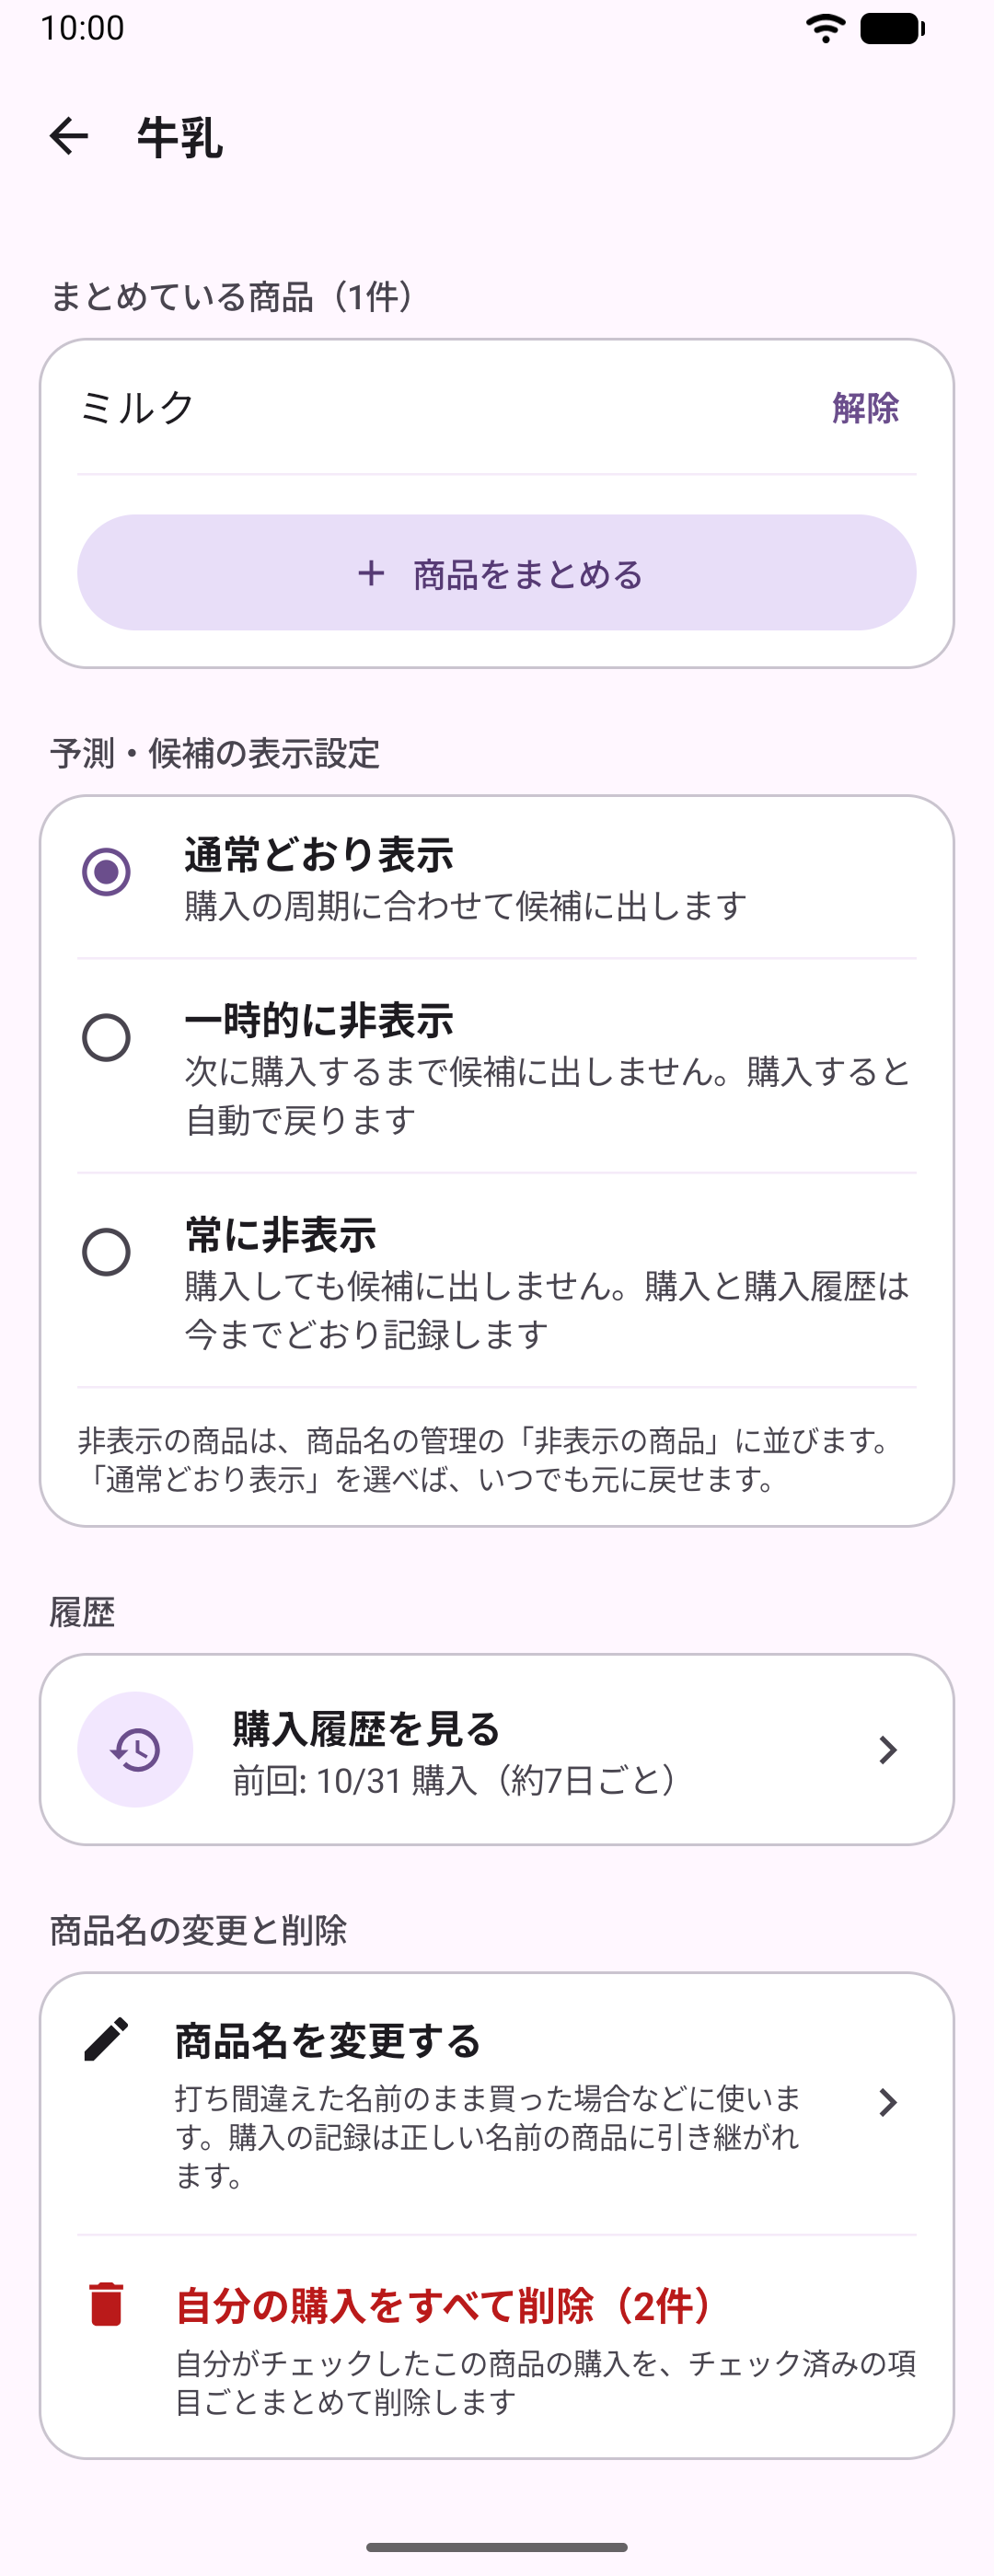 10:00
牛乳
まとめている商品（1件）
ミルク
解除
+ 商品をまとめる
予測・候補の表示設定
通常どおり表示
購入の周期に合わせて候補に出します
一時的に非表示
次に購入するまで候補に出しません。購入すると
自動で戻ります
常に非表示
購入しても候補に出しません。購入と購入履歴は
今までどおり記録します
非表示の商品は、商品名の管理の「非表示の商品」に並びます。
「通常どおり表示」を選べば、いつでも元に戻せます。
履歴
購入履歴を見る
前回: 10/31 購入（約7日ごと）
商品名の変更と削除
商品名を変更する
打ち間違えた名前のまま買った場合などに使いま
す。購入の記録は正しい名前の商品に引き継がれ
ます。
自分の購入をすべて削除（2件）
自分がチェックしたこの商品の購入を、チェック済みの項
目ごとまとめて削除します